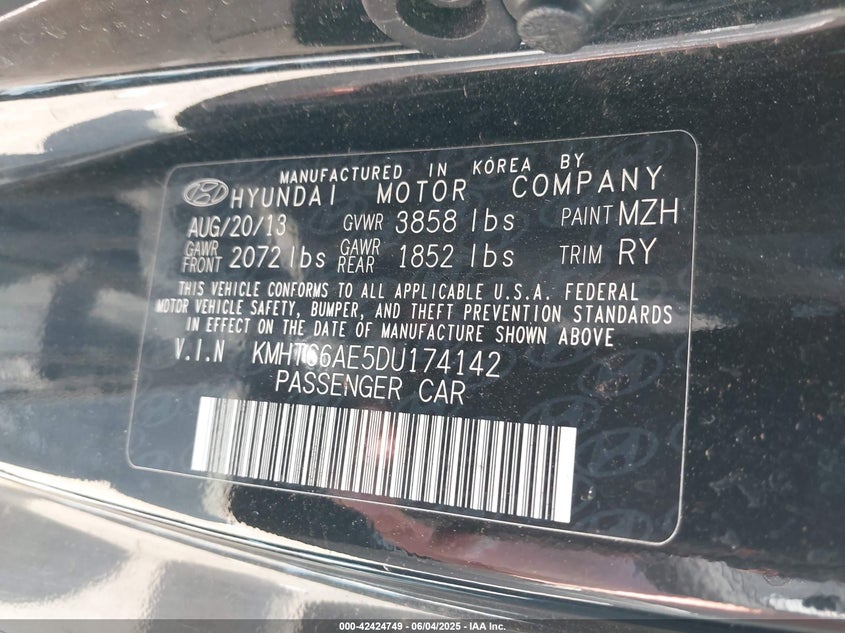 MANUFACTURED IN KOREA BY
HYUNDAI MOTOR COMPANY
AUG/20/13 GVWR 3858 lbs PAINT MZH
GAWR FRONT 2072 lbs GAWR REAR 1852 lbs TRIM RY
THIS VEHICLE CONFORMS TO ALL APPLICABLE U.S.A. FEDERAL
MOTOR VEHICLE SAFETY, BUMPER, AND THEFT PREVENTION STANDARDS
IN EFFECT ON THE DATE OF MANUFACTURE SHOWN ABOVE
V.I.N KMHTC6AE5DU174142
PASSENGER CAR
000-42424749 - 06/04/2025 - IAA Inc.